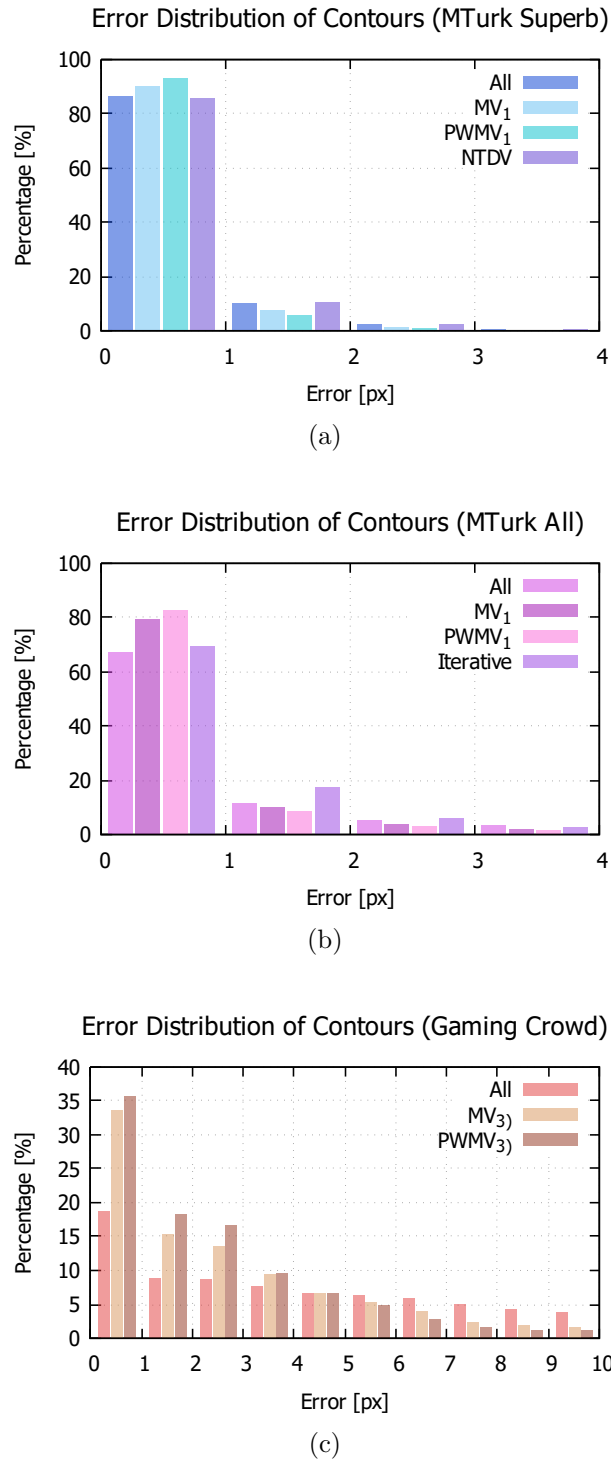 Error Distribution of Contours (MTurk Superb)
100
80
60
40
20
0
Percentage [%]
All
MV1
PWMV1
NTDV
0 1 2 3 4
Error [px]
(a)
Error Distribution of Contours (MTurk All)
100
80
60
40
20
0
Percentage [%]
All
MV1
PWMV1
Iterative
0 1 2 3 4
Error [px]
(b)
Error Distribution of Contours (Gaming Crowd)
40
35
30
25
20
15
10
5
0
Percentage [%]
All
MV3)
PWMV3)
0 1 2 3 4 5 6 7 8 9 10
Error [px]
(c)